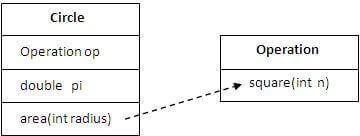 Circle
Operation op
double pi
area(int radius)
Operation
square(int n)